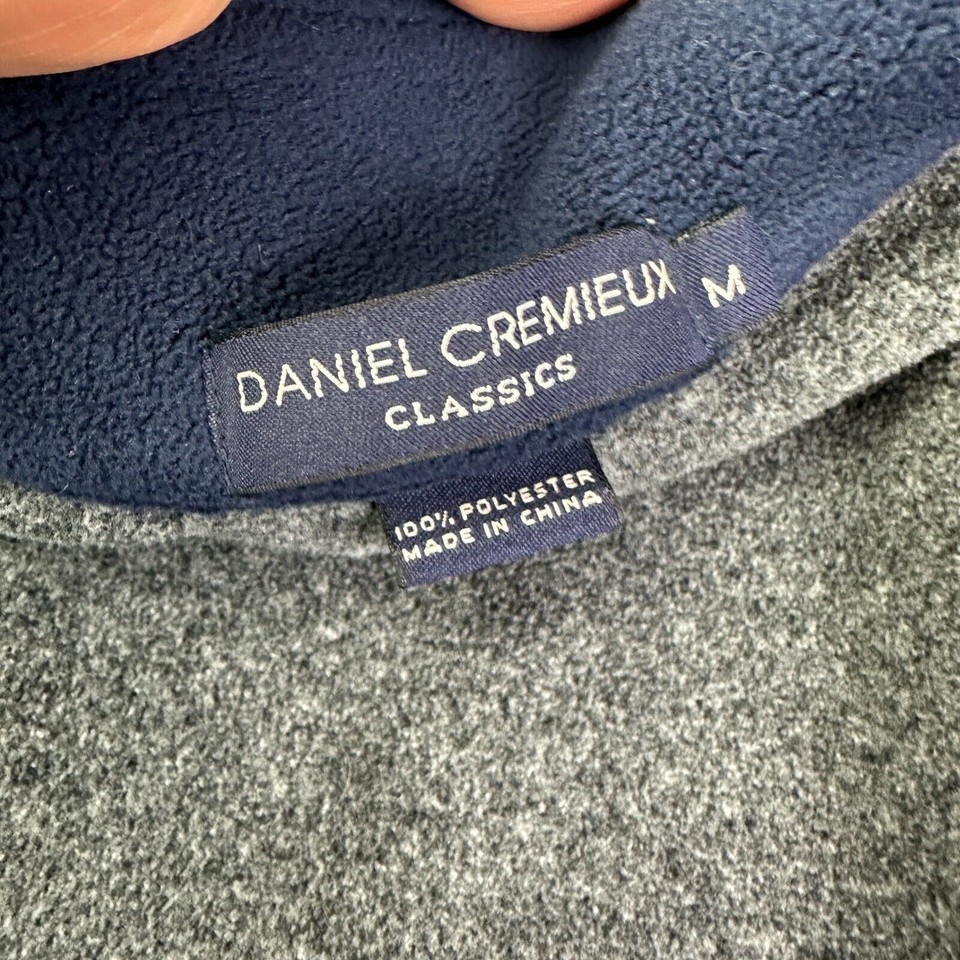 DANIEL CREMIEUX
CLASSICS
M
100% POLYESTER
MADE IN CHINA